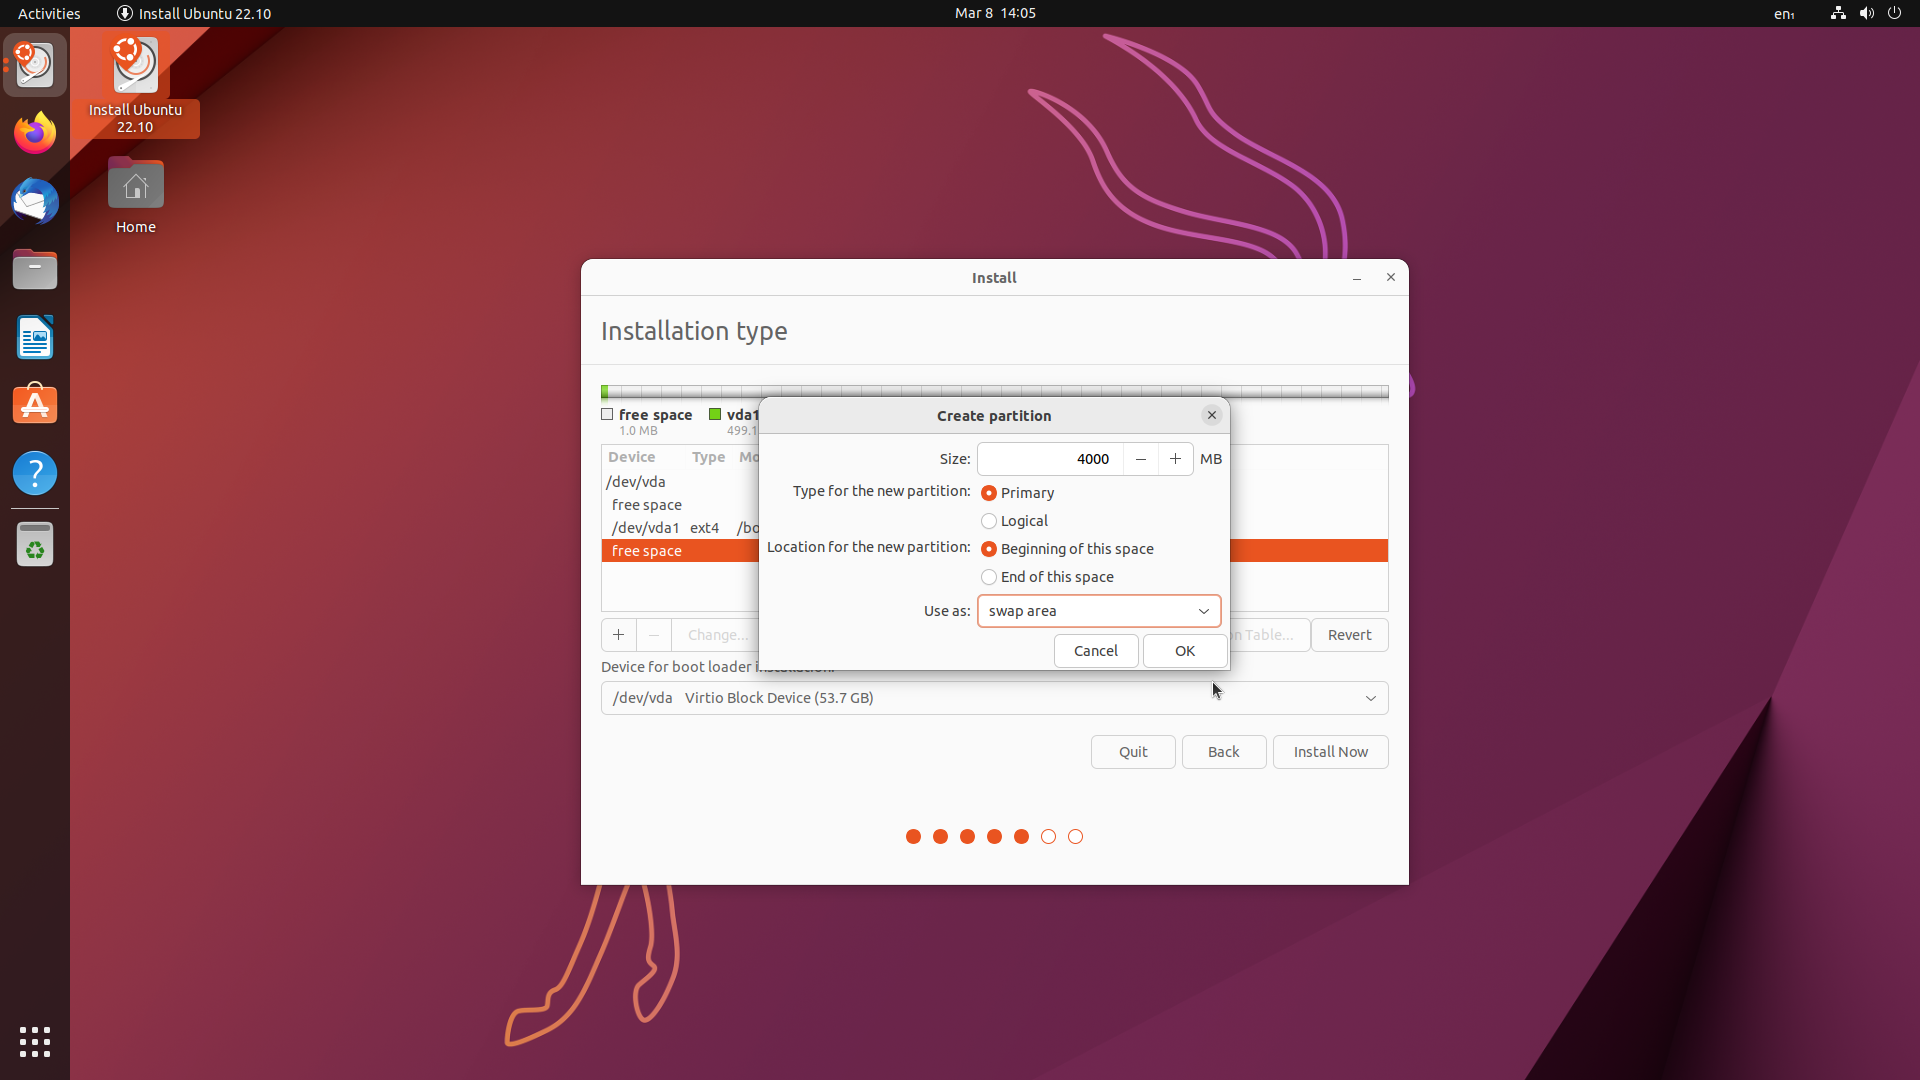 Activities
Install Ubuntu 22.10
Mar 8 14:05
en₁
Install Ubuntu
22.10
Home
Install
Installation type
free space
1.0 MB
vda1
499.1
Create partition
Size:
4000
MB
Type for the new partition:
Primary
Logical
Location for the new partition:
Beginning of this space
End of this space
Use as:
swap area
Cancel
OK
Device Type Mo
/dev/vda
free space
/dev/vda1 ext4 /bo
free space
+
−
Change...
n Table...
Revert
Device for boot loader installation:
/dev/vda Virtio Block Device (53.7 GB)
Quit
Back
Install Now